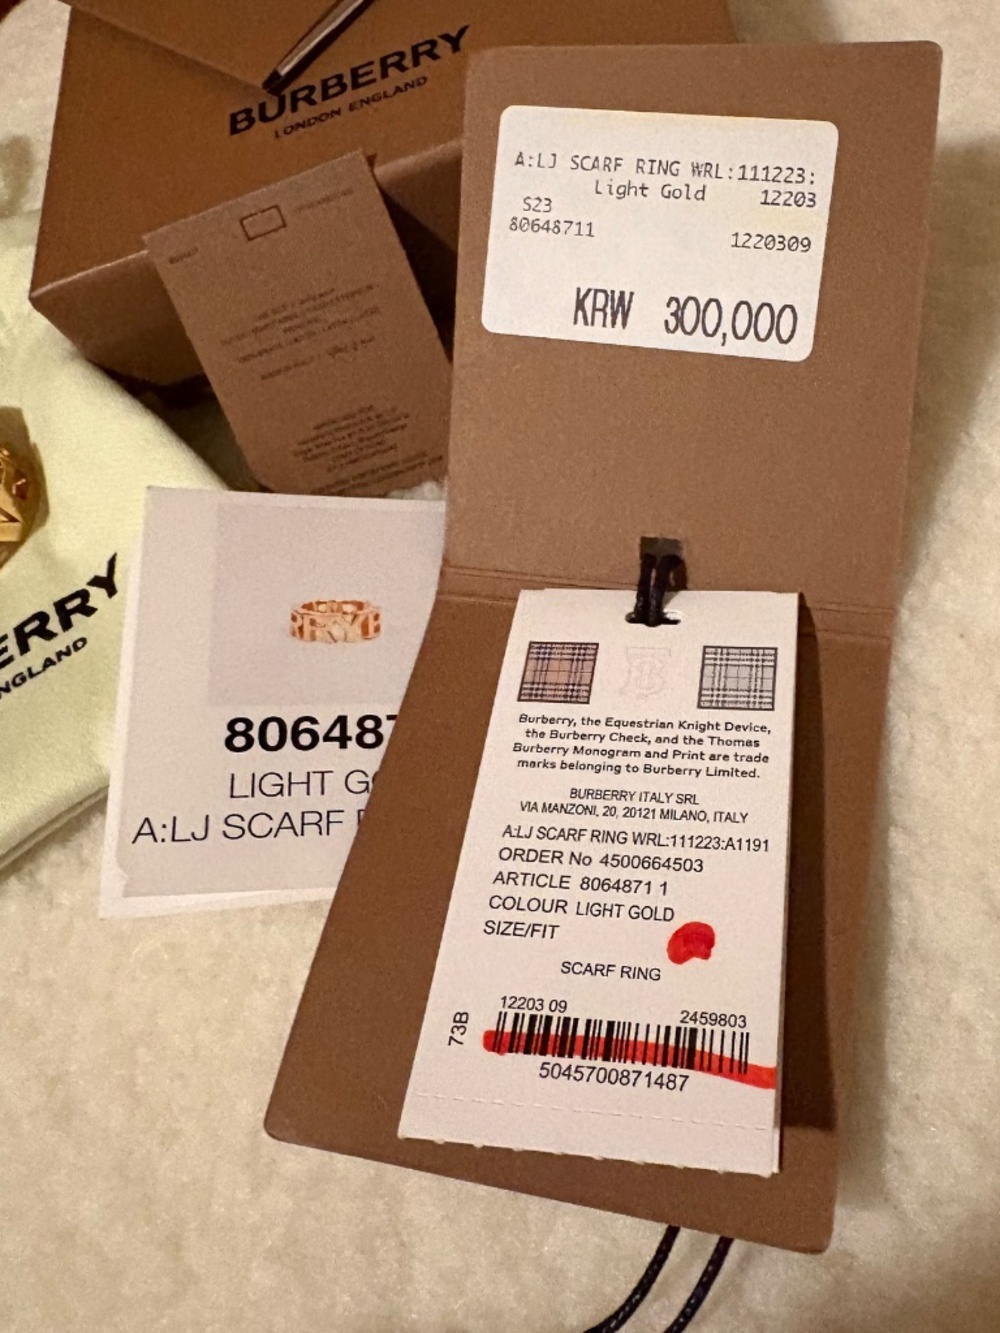 BURBERRY
LONDON ENGLAND
A:LJ SCARF RING WRL:111223:
Light Gold 12203
S23
80648711 1220309
KRW 300,000
ERRY
NGLAND
806487
LIGHT G
A:LJ SCARF
Burberry, the Equestrian Knight Device,
the Burberry Check, and the Thomas
Burberry Monogram and Print are trade
marks belonging to Burberry Limited.
BURBERRY ITALY SRL
VIA MANZONI, 20, 20121 MILANO, ITALY
A:LJ SCARF RING WRL:111223:A1191
ORDER No 4500664503
ARTICLE 8064871 1
COLOUR LIGHT GOLD
SIZE/FIT
SCARF RING
12203 09 2459803
73B
5045700871487